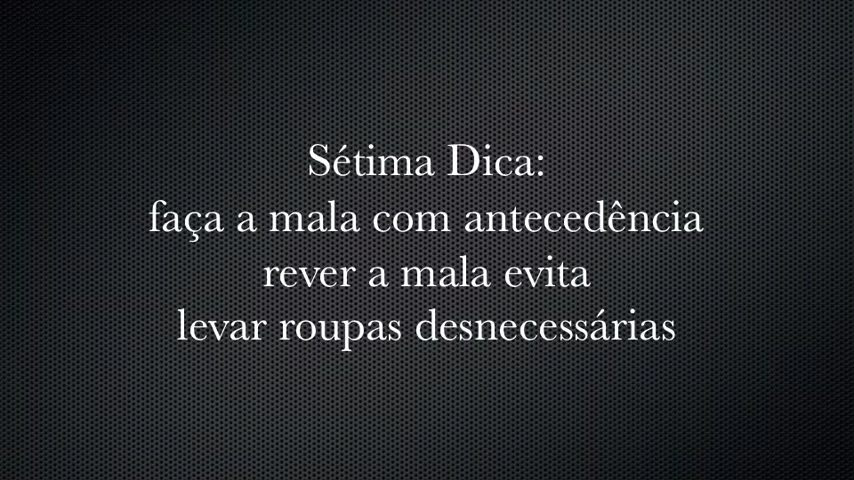 Sétima Dica:
faça a mala com antecedência
rever a mala evita
levar roupas desnecessárias